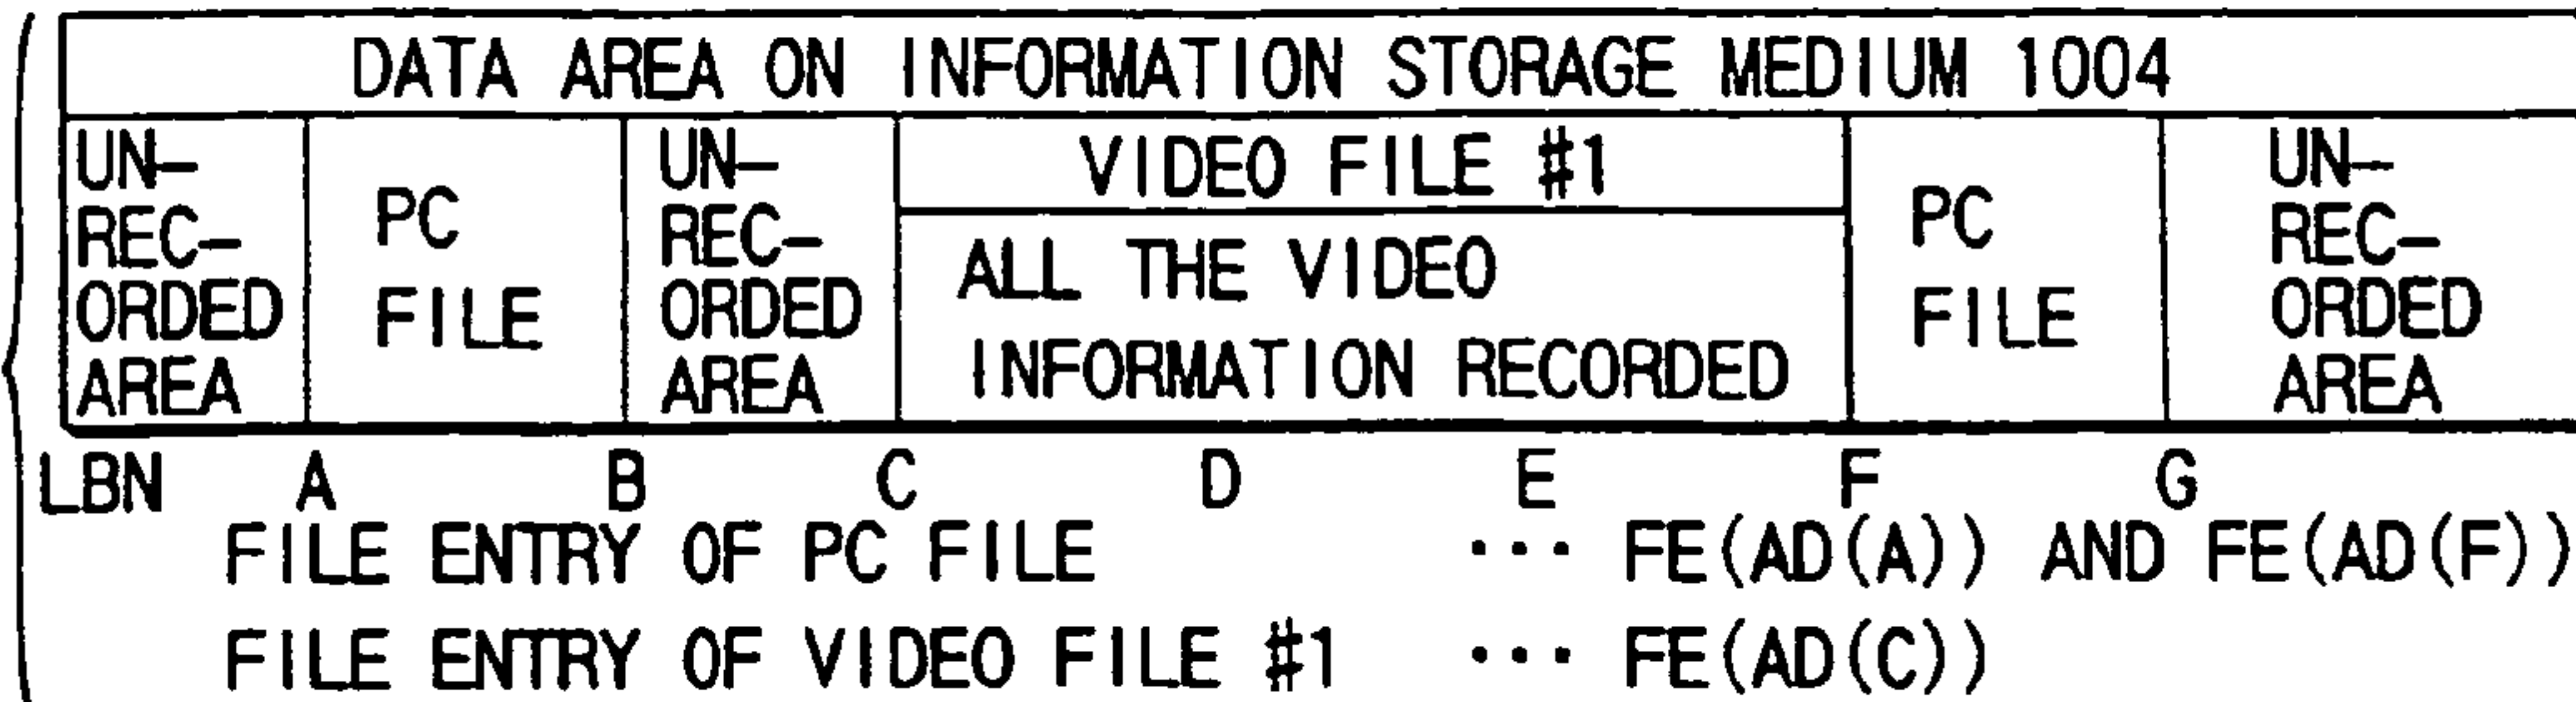 DATA AREA ON INFORMATION STORAGE MEDIUM 1004
UN-
REC-
ORDED
AREA
PC
FILE
UN-
REC-
ORDED
AREA
VIDEO FILE #1
ALL THE VIDEO
INFORMATION RECORDED
PC
FILE
UN-
REC-
ORDED
AREA
LBN A B C D E F G
FILE ENTRY OF PC FILE ··· FE(AD(A)) AND FE(AD(F))
FILE ENTRY OF VIDEO FILE #1 ··· FE(AD(C))